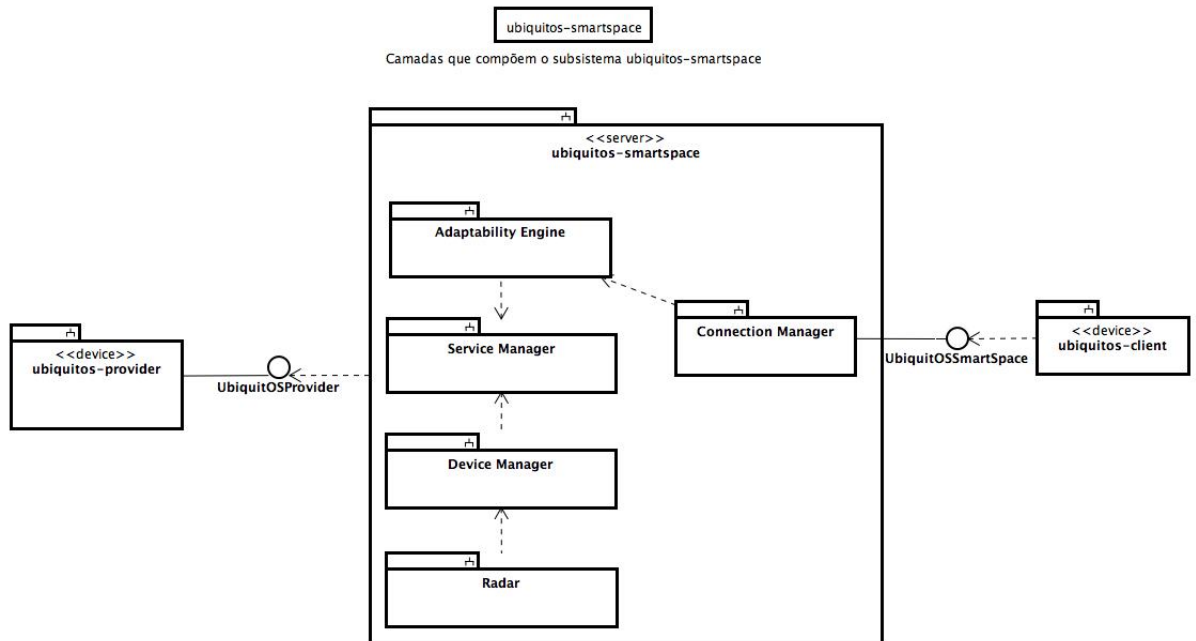 ubiquitos-smartspace
Camadas que compõem o subsistema ubiquitos-smartspace
<<server>>
ubiquitos-smartspace
Adaptability Engine
Service Manager
Connection Manager
<<device>>
ubiquitos-provider
UbiquitOSProvider
UbiquitOSSmartSpace
<<device>>
ubiquitos-client
Device Manager
Radar